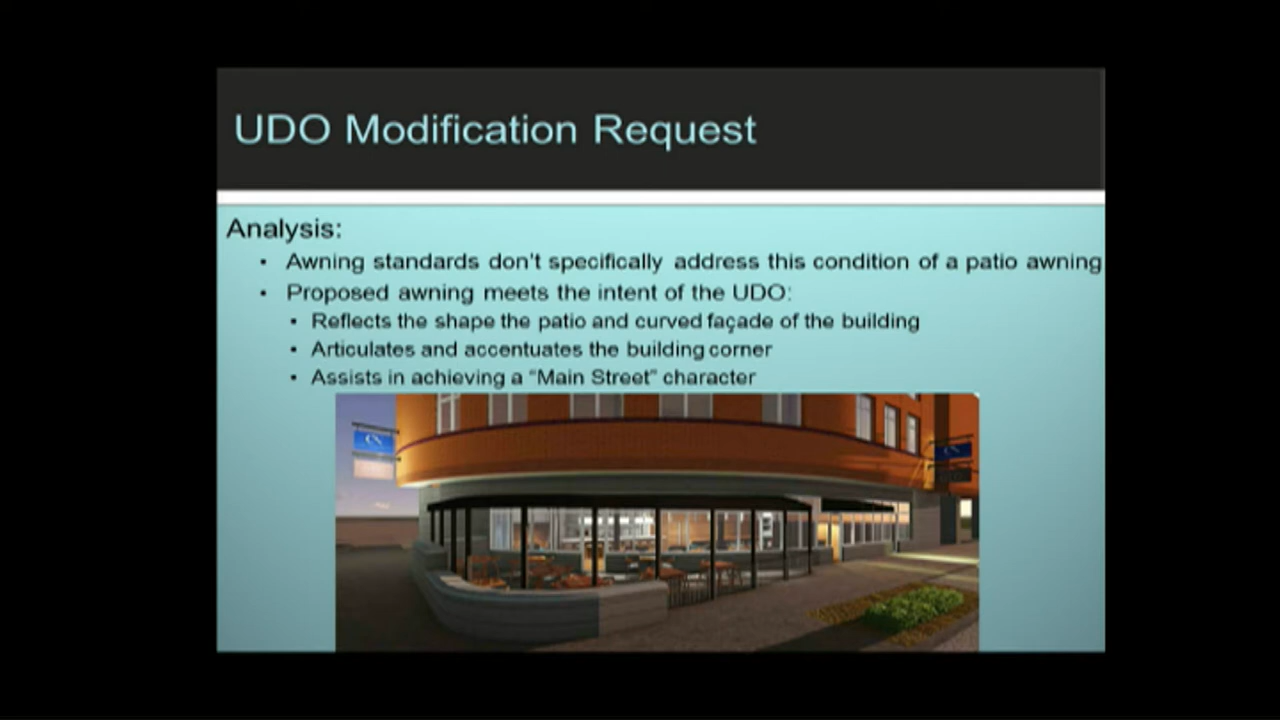 UDO Modification Request
Analysis:
• Awning standards don't specifically address this condition of a patio awning
• Proposed awning meets the intent of the UDO:
• Reflects the shape the patio and curved façade of the building
• Articulates and accentuates the building corner
• Assists in achieving a "Main Street" character